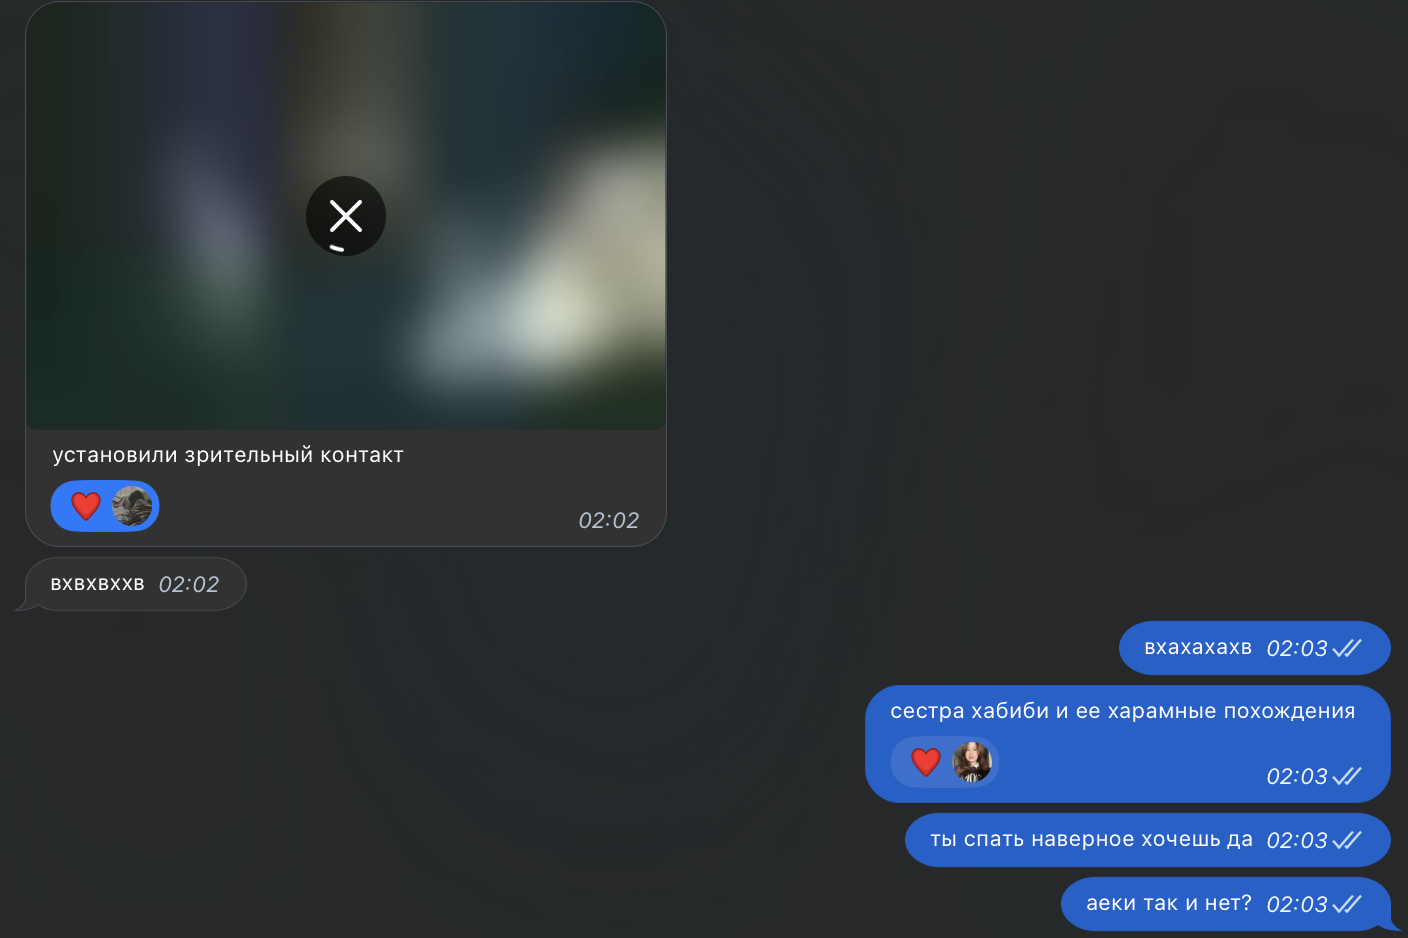 установили зрительный контакт
02:02
вхвхвххв 02:02
вхахахахв 02:03
сестра хабиби и ее харамные похождения
02:03
ты спать наверное хочешь да 02:03
аеки так и нет? 02:03